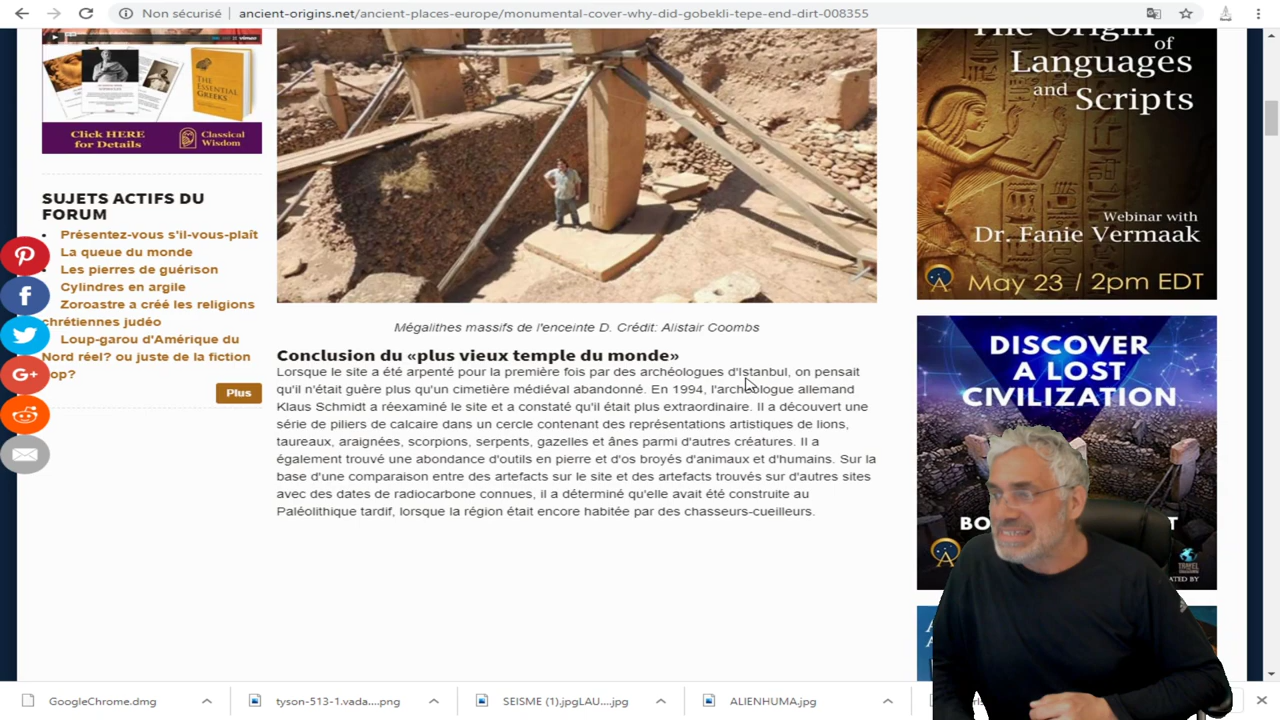 Non sécurisé
ancient-origins.net/ancient-places-europe/monumental-cover-why-did-gobekli-tepe-end-dirt-008355
THE
ESSENTIAL
GREEKS
Click HERE
for Details
Classical
Wisdom
SUJETS ACTIFS DU
FORUM
Présentez-vous s'il-vous-plaît
La queue du monde
Les pierres de guérison
Cylindres en argile
Zoroastre a créé les religions
chrétiennes judéo
Loup-garou d'Amérique du
Nord réel? ou juste de la fiction
op?
Plus
G+
Mégalithes massifs de l'enceinte D. Crédit: Alistair Coombs
Conclusion du «plus vieux temple du monde»
Lorsque le site a été arpenté pour la première fois par des archéologues d'Istanbul, on pensait
qu'il n'était guère plus qu'un cimetière médiéval abandonné. En 1994, l'archéologue allemand
Klaus Schmidt a réexaminé le site et a constaté qu'il était plus extraordinaire. Il a découvert une
série de piliers de calcaire dans un cercle contenant des représentations artistiques de lions,
taureaux, araignées, scorpions, serpents, gazelles et ânes parmi d'autres créatures. Il a
également trouvé une abondance d'outils en pierre et d'os broyés d'animaux et d'humains. Sur la
base d'une comparaison entre des artefacts sur le site et des artefacts trouvés sur d'autres sites
avec des dates de radiocarbone connues, il a déterminé qu'elle avait été construite au
Paléolithique tardif, lorsque la région était encore habitée par des chasseurs-cueilleurs.
The Origin
of
Languages
and Scripts
Webinar with
Dr. Fanie Vermaak
May 23 / 2pm EDT
DISCOVER
A LOST
CIVILIZATION
BO
T
TRAVEL
ATED BY
GoogleChrome.dmg
tyson-513-1.vada....png
SEISME (1).jpgLAU....jpg
ALIENHUMA.jpg